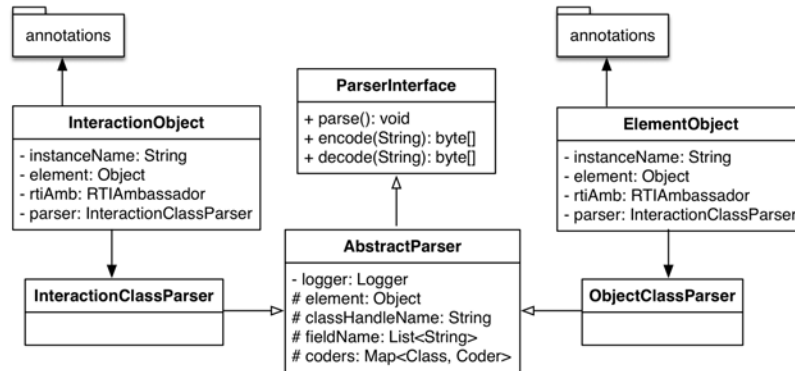 annotations
annotations
ParserInterface
+ parse(): void
+ encode(String): byte[]
+ decode(String): byte[]
InteractionObject
- instanceName: String
- element: Object
- rtiAmb: RTIAmbassador
- parser: InteractionClassParser
ElementObject
- instanceName: String
- element: Object
- rtiAmb: RTIAmbassador
- parser: InteractionClassParser
AbstractParser
- logger: Logger
# element: Object
# classHandleName: String
# fieldName: List<String>
# coders: Map<Class, Coder>
InteractionClassParser
ObjectClassParser